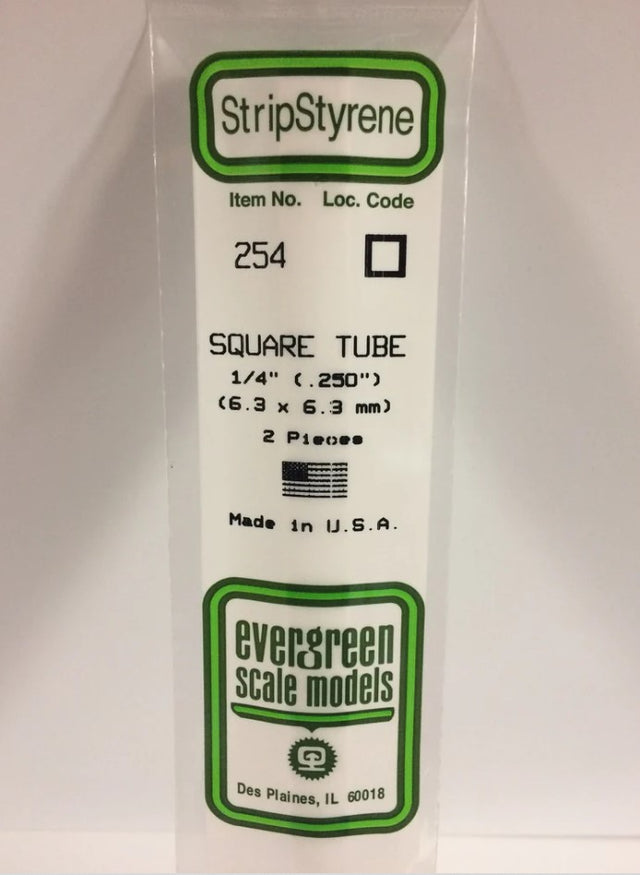 StripStyrene
Item No. Loc. Code
254
SQUARE TUBE
1/4" (.250")
(6.3 x 6.3 mm)
2 Pieces
Made in U.S.A.
evergreen
scale models
Des Plaines, IL 60018